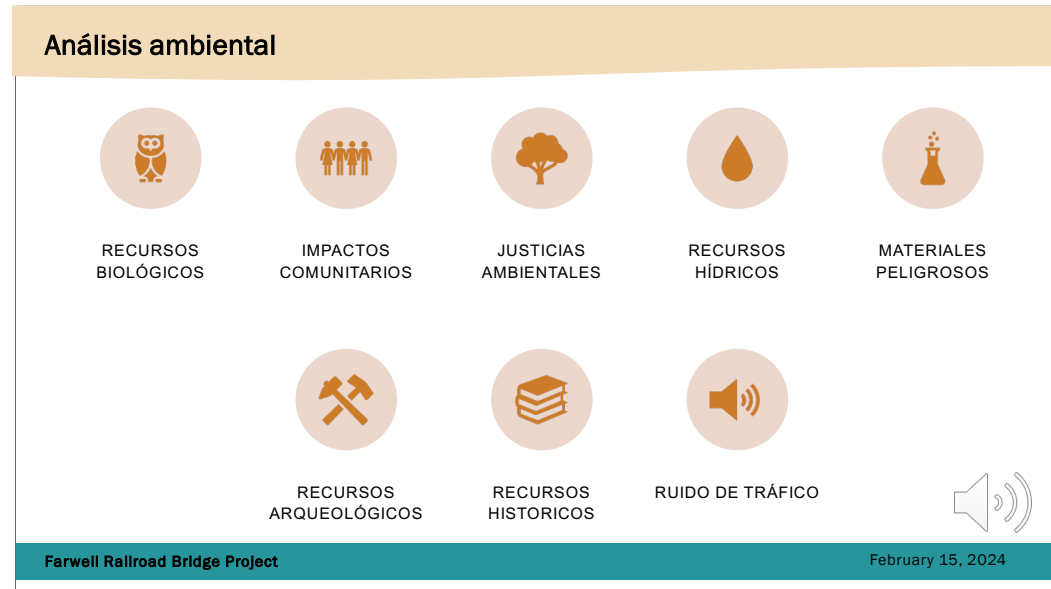 Análisis ambiental
RECURSOS
BIOLÓGICOS
IMPACTOS
COMUNITARIOS
JUSTICIAS
AMBIENTALES
RECURSOS
HÍDRICOS
MATERIALES
PELIGROSOS
RECURSOS
ARQUEOLÓGICOS
RECURSOS
HISTORICOS
RUIDO DE TRÁFICO
Farwell Railroad Bridge Project
February 15, 2024